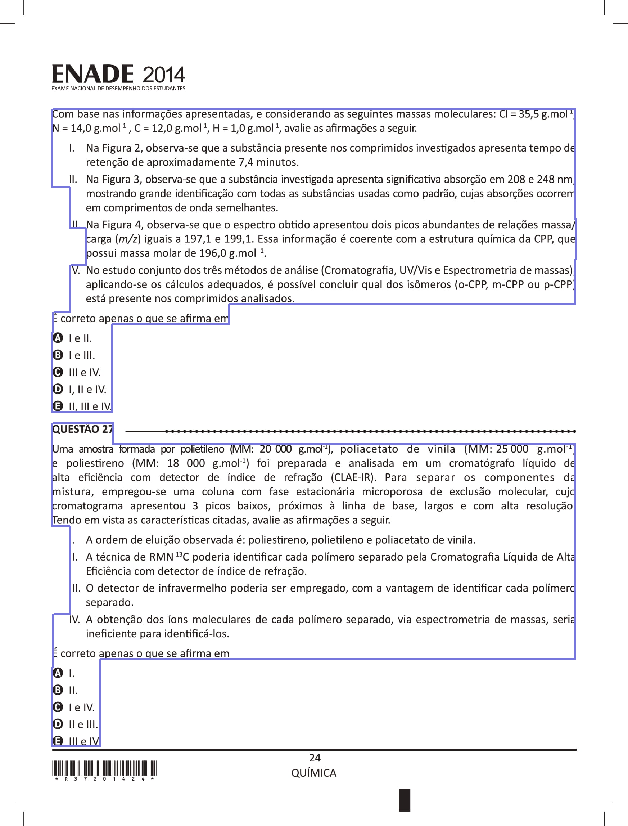 ENADE 2014
EXAME NACIONAL DE DESEMPENHO DOS ESTUDANTES
Com base nas informações apresentadas, e considerando as seguintes massas moleculares: Cl = 35,5 g.mol-1,
N = 14,0 g.mol-1 , C = 12,0 g.mol-1, H = 1,0 g.mol-1, avalie as afirmações a seguir.
I. Na Figura 2, observa-se que a substância presente nos comprimidos investigados apresenta tempo de
retenção de aproximadamente 7,4 minutos.
II. Na Figura 3, observa-se que a substância investigada apresenta significativa absorção em 208 e 248 nm,
mostrando grande identificação com todas as substâncias usadas como padrão, cujas absorções ocorrem
em comprimentos de onda semelhantes.
III. Na Figura 4, observa-se que o espectro obtido apresentou dois picos abundantes de relações massa/
carga (m/z) iguais a 197,1 e 199,1. Essa informação é coerente com a estrutura química da CPP, que
possui massa molar de 196,0 g.mol-1.
IV. No estudo conjunto dos três métodos de análise (Cromatografia, UV/Vis e Espectrometria de massas),
aplicando-se os cálculos adequados, é possível concluir qual dos isômeros (o-CPP, m-CPP ou p-CPP)
está presente nos comprimidos analisados.
É correto apenas o que se afirma em
A I e II.
B I e III.
C III e IV.
D I, II e IV.
E II, III e IV.
QUESTÃO 27
Uma amostra formada por polietileno (MM: 20 000 g.mol-1), poliacetato de vinila (MM: 25 000 g.mol-1)
e poliestireno (MM: 18 000 g.mol-1) foi preparada e analisada em um cromatógrafo líquido de
alta eficiência com detector de índice de refração (CLAE-IR). Para separar os componentes da
mistura, empregou-se uma coluna com fase estacionária microporosa de exclusão molecular, cujo
cromatograma apresentou 3 picos baixos, próximos à linha de base, largos e com alta resolução.
Tendo em vista as características citadas, avalie as afirmações a seguir.
I. A ordem de eluição observada é: poliestireno, polietileno e poliacetato de vinila.
II. A técnica de RMN 13C poderia identificar cada polímero separado pela Cromatografia Líquida de Alta
Eficiência com detector de índice de refração.
III. O detector de infravermelho poderia ser empregado, com a vantagem de identificar cada polímero
separado.
IV. A obtenção dos íons moleculares de cada polímero separado, via espectrometria de massas, seria
ineficiente para identificá-los.
É correto apenas o que se afirma em
A I.
B II.
C I e IV.
D II e III.
E III e IV.
24
QUÍMICA
*R3720142​4*